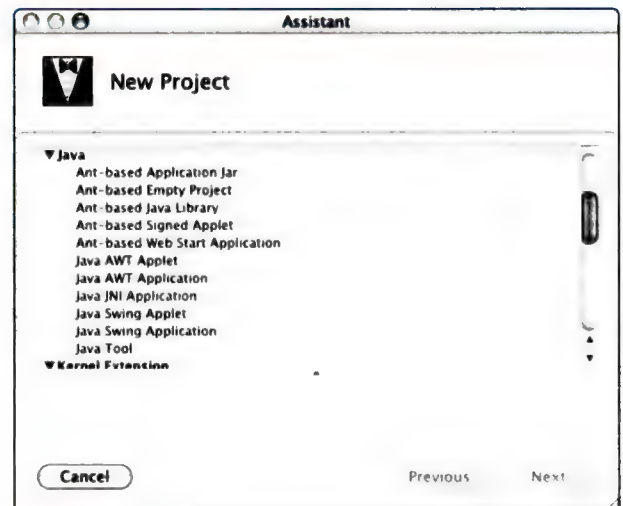 Assistant
New Project
▼ Java
Ant-based Application Jar
Ant-based Empty Project
Ant-based Java Library
Ant-based Signed Applet
Ant-based Web Start Application
Java AWT Applet
Java AWT Application
Java JNI Application
Java Swing Applet
Java Swing Application
Java Tool
▼ Kernel Extension
Cancel
Previous
Next